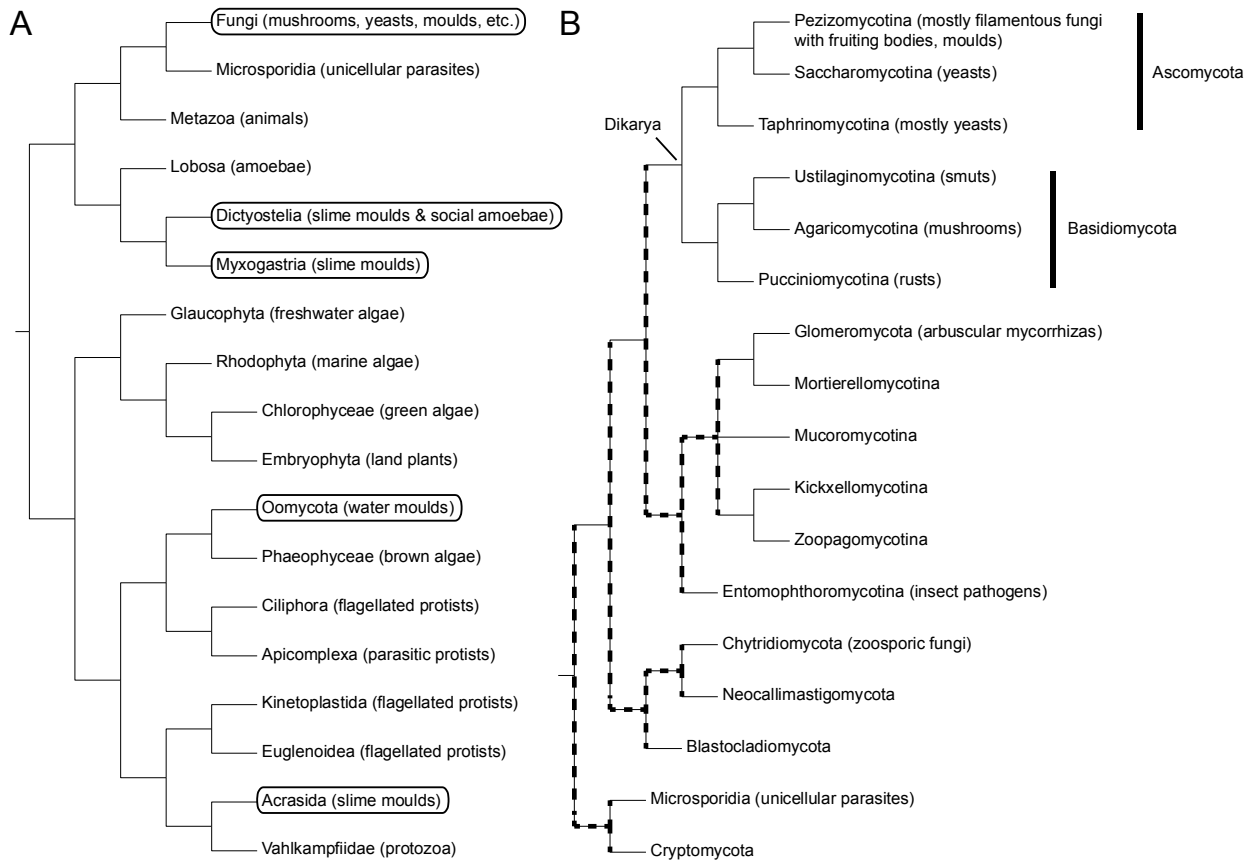 A
Fungi (mushrooms, yeasts, moulds, etc.)
Microsporidia (unicellular parasites)
Metazoa (animals)
Lobosa (amoebae)
Dictyostelia (slime moulds & social amoebae)
Myxogastria (slime moulds)
Glaucophyta (freshwater algae)
Rhodophyta (marine algae)
Chlorophyceae (green algae)
Embryophyta (land plants)
Oomycota (water moulds)
Phaeophyceae (brown algae)
Ciliphora (flagellated protists)
Apicomplexa (parasitic protists)
Kinetoplastida (flagellated protists)
Euglenoidea (flagellated protists)
Acrasida (slime moulds)
Vahlkampfiidae (protozoa)
B
Pezizomycotina (mostly filamentous fungi
with fruiting bodies, moulds)
Saccharomycotina (yeasts)
Ascomycota
Taphrinomycotina (mostly yeasts)
Dikarya
Ustilaginomycotina (smuts)
Agaricomycotina (mushrooms)
Basidiomycota
Pucciniomycotina (rusts)
Glomeromycota (arbuscular mycorrhizas)
Mortierellomycotina
Mucoromycotina
Kickxellomycotina
Zoopagomycotina
Entomophthoromycotina (insect pathogens)
Chytridiomycota (zoosporic fungi)
Neocallimastigomycota
Blastocladiomycota
Microsporidia (unicellular parasites)
Cryptomycota